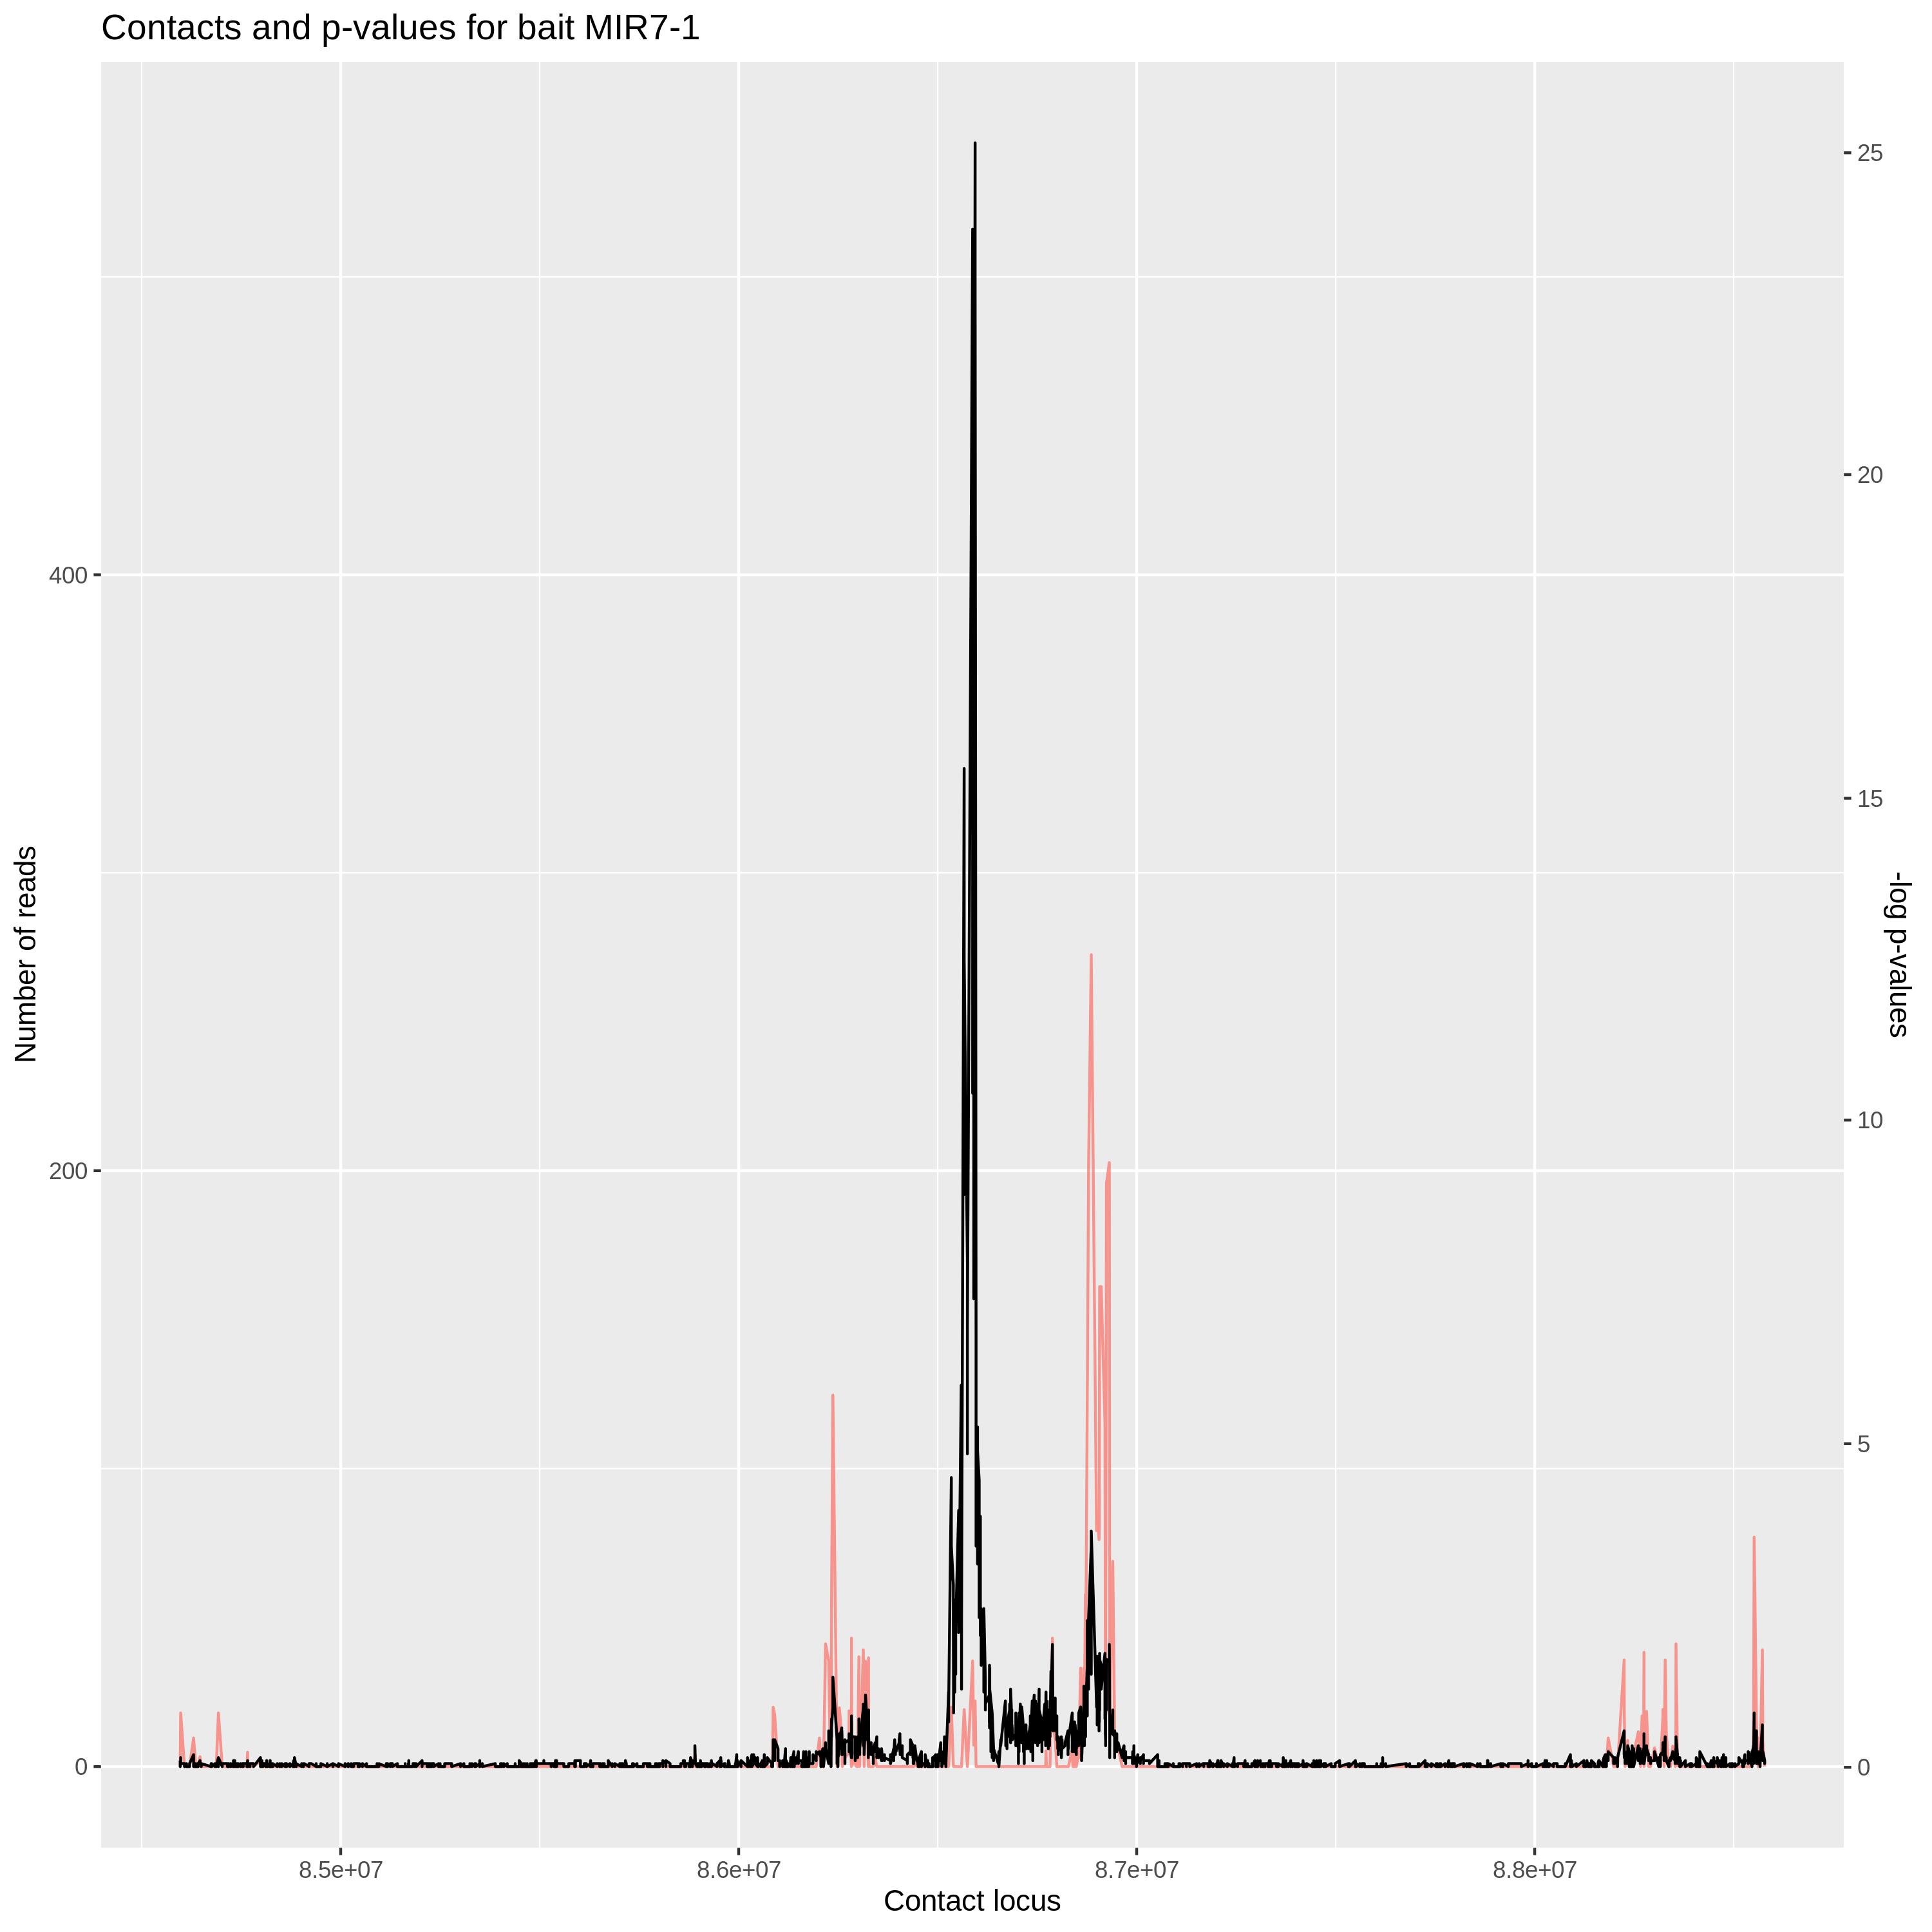 Contacts and p-values for bait MIR7-1
Number of reads
400
200
0
25
20
15
10
5
0
-log p-values
8.5e+07
8.6e+07
8.7e+07
8.8e+07
Contact locus